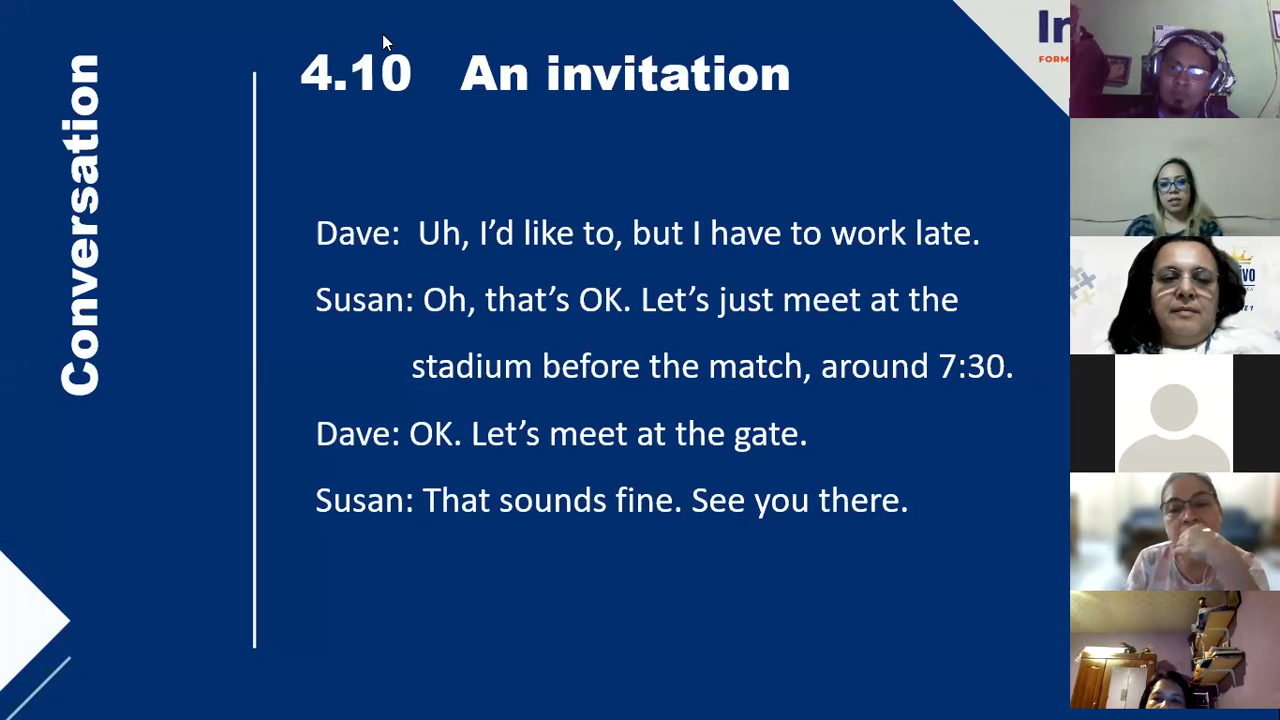 Conversation
4.10 An invitation
Dave: Uh, I’d like to, but I have to work late.
Susan: Oh, that’s OK. Let’s just meet at the
stadium before the match, around 7:30.
Dave: OK. Let’s meet at the gate.
Susan: That sounds fine. See you there.
In
FORM